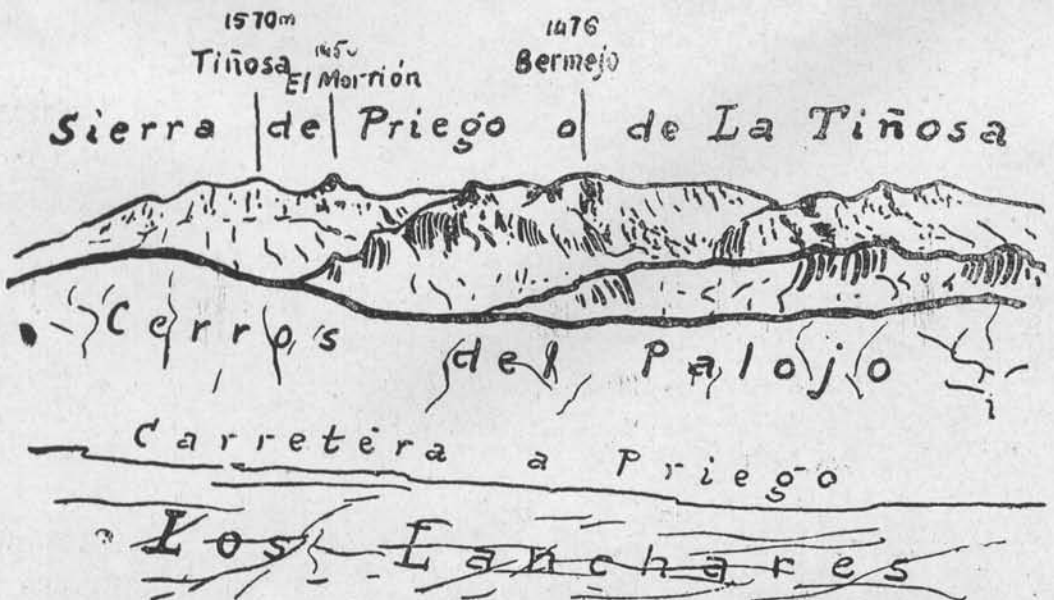 1570m
Tiñosa
1450
El Morrión
1476
Bermejo
Sierra de Priego o de La Tiñosa
Cerros del Palojo
Carretera a Priego
Los Lanchares